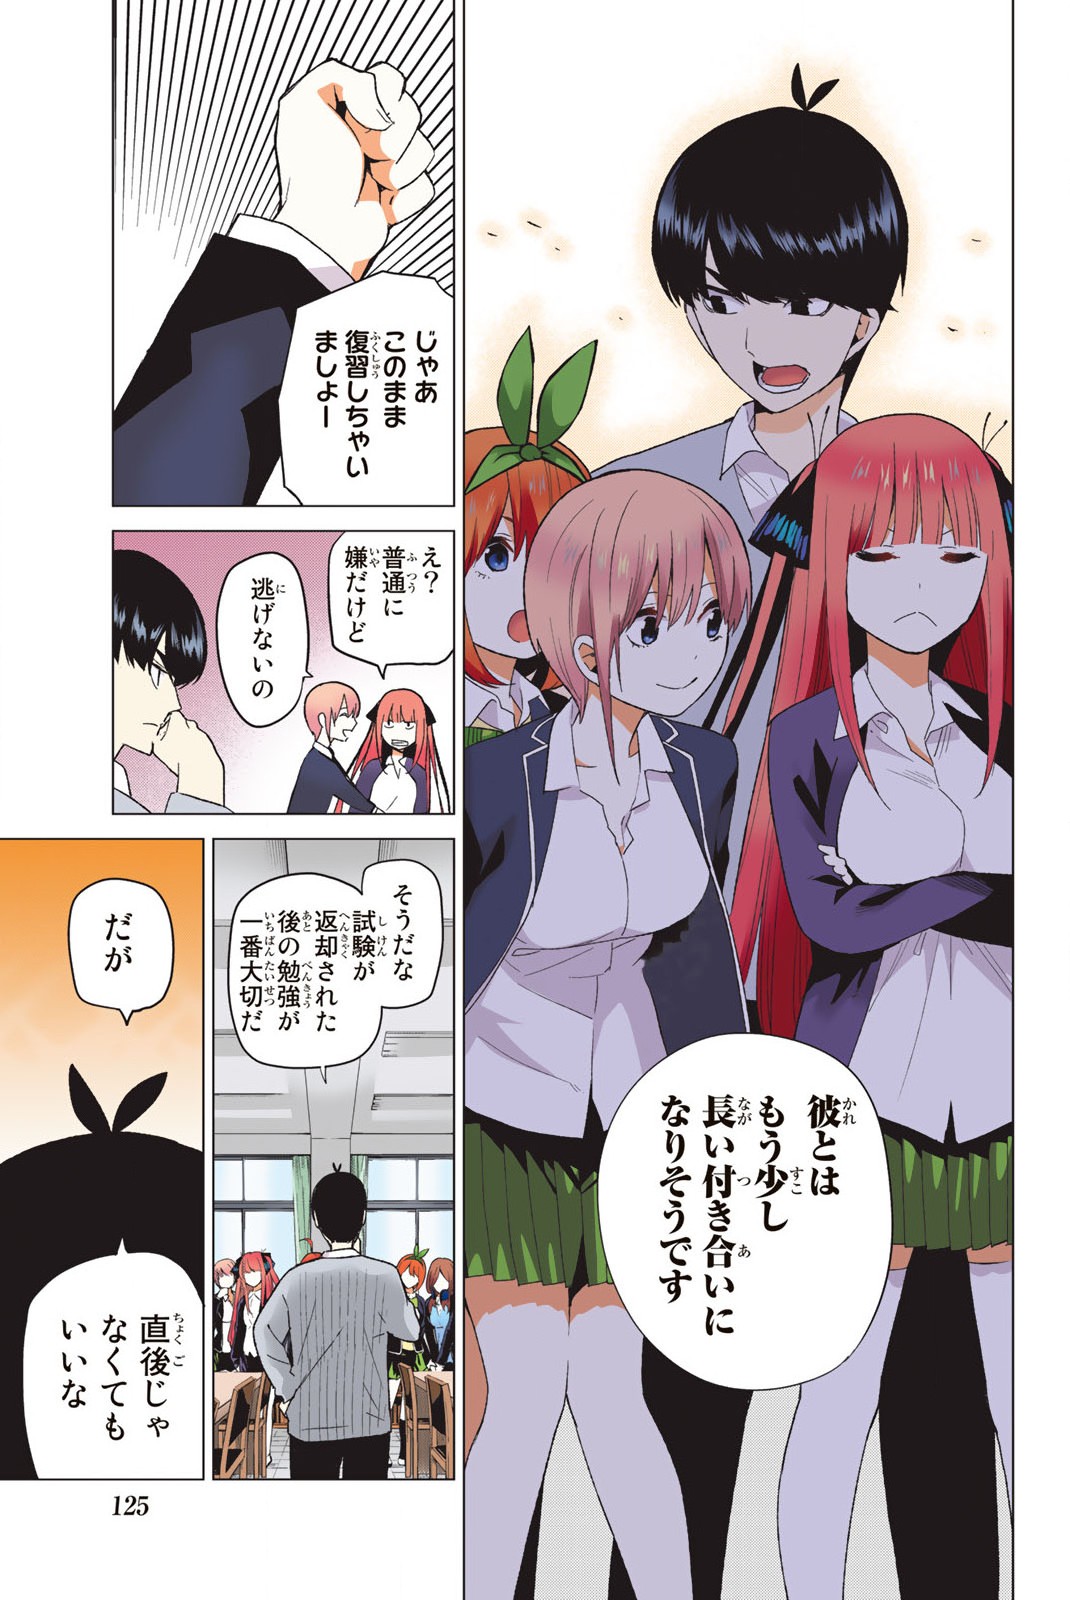 彼とは
もう少し
長い付き合いに
なりそうです
じゃあ
このまま
復習しちゃい
ましょー
え?
普通に
嫌だけど
逃げないの
そうだな
試験が
返却された
後の勉強が
一番大切だ
だが
直後じゃ
なくても
いいな
125